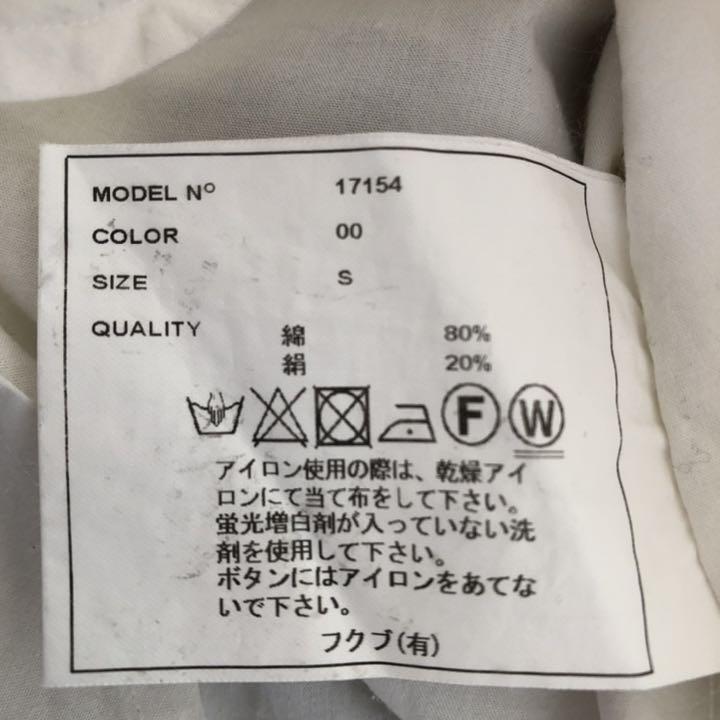 MODEL Nº 17154
COLOR 00
SIZE S
QUALITY 綿 80%
絹 20%
F W
アイロン使用の際は、乾燥アイ
ロンにて当て布をして下さい。
蛍光増白剤が入っていない洗
剤を使用して下さい。
ボタンにはアイロンをあてな
いで下さい。
フクブ(有)